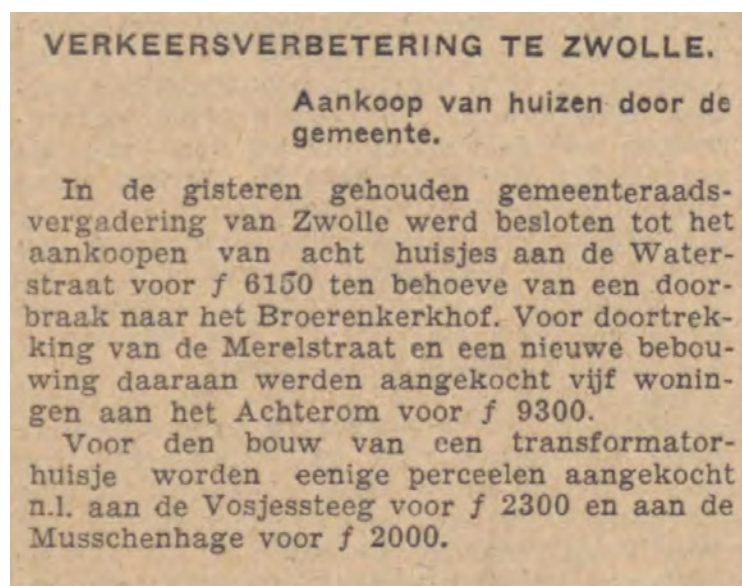 VERKEERSVERBETERING TE ZWOLLE.
Aankoop van huizen door de
gemeente.
In de gisteren gehouden gemeenteraads-
vergadering van Zwolle werd besloten tot het
aankoopen van acht huisjes aan de Water-
straat voor f 6150 ten behoeve van een door-
braak naar het Broerenkerkhof. Voor doortrek-
king van de Merelstraat en een nieuwe bebou-
wing daaraan werden aangekocht vijf wonin-
gen aan het Achterom voor f 9300.
Voor den bouw van een transformator-
huisje worden eenige perceelen aangekocht
n.l. aan de Vosjessteeg voor f 2300 en aan de
Musschenhage voor f 2000.